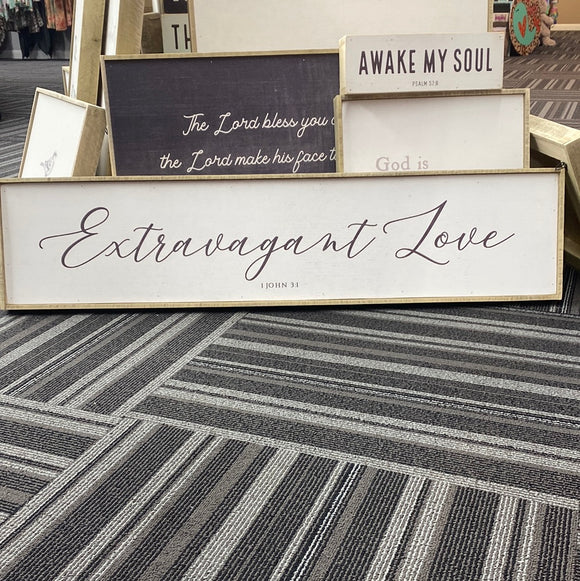 TH
AWAKE MY SOUL
PSALM 57:8
The Lord bless you
the Lord make his face
God is
Extravagant Love
1 JOHN 3:1